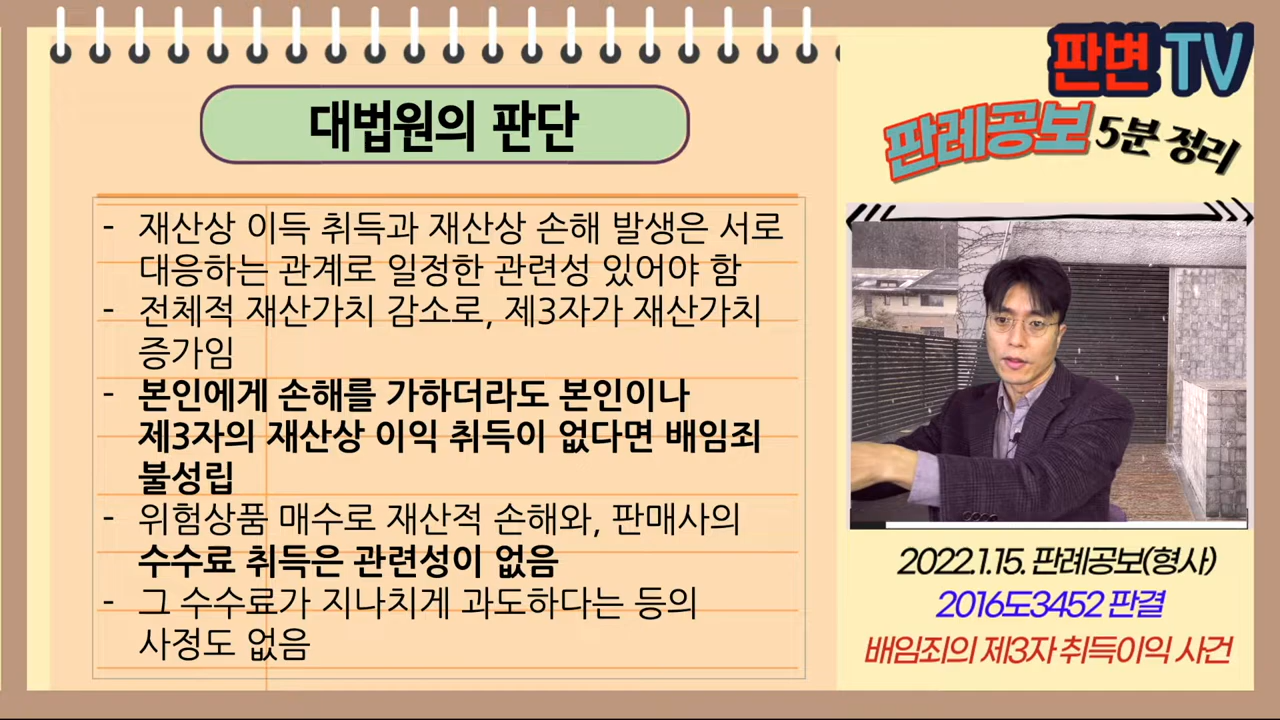 대법원의 판단
- 재산상 이득 취득과 재산상 손해 발생은 서로
대응하는 관계로 일정한 관련성 있어야 함
- 전체적 재산가치 감소로, 제3자가 재산가치
증가임
- 본인에게 손해를 가하더라도 본인이나
제3자의 재산상 이익 취득이 없다면 배임죄
불성립
- 위험상품 매수로 재산적 손해와, 판매사의
수수료 취득은 관련성이 없음
- 그 수수료가 지나치게 과도하다는 등의
사정도 없음
판변 TV
판례공보 5분 정리
2022.1.15. 판례공보(형사)
2016도3452 판결
배임죄의 제3자 취득이익 사건